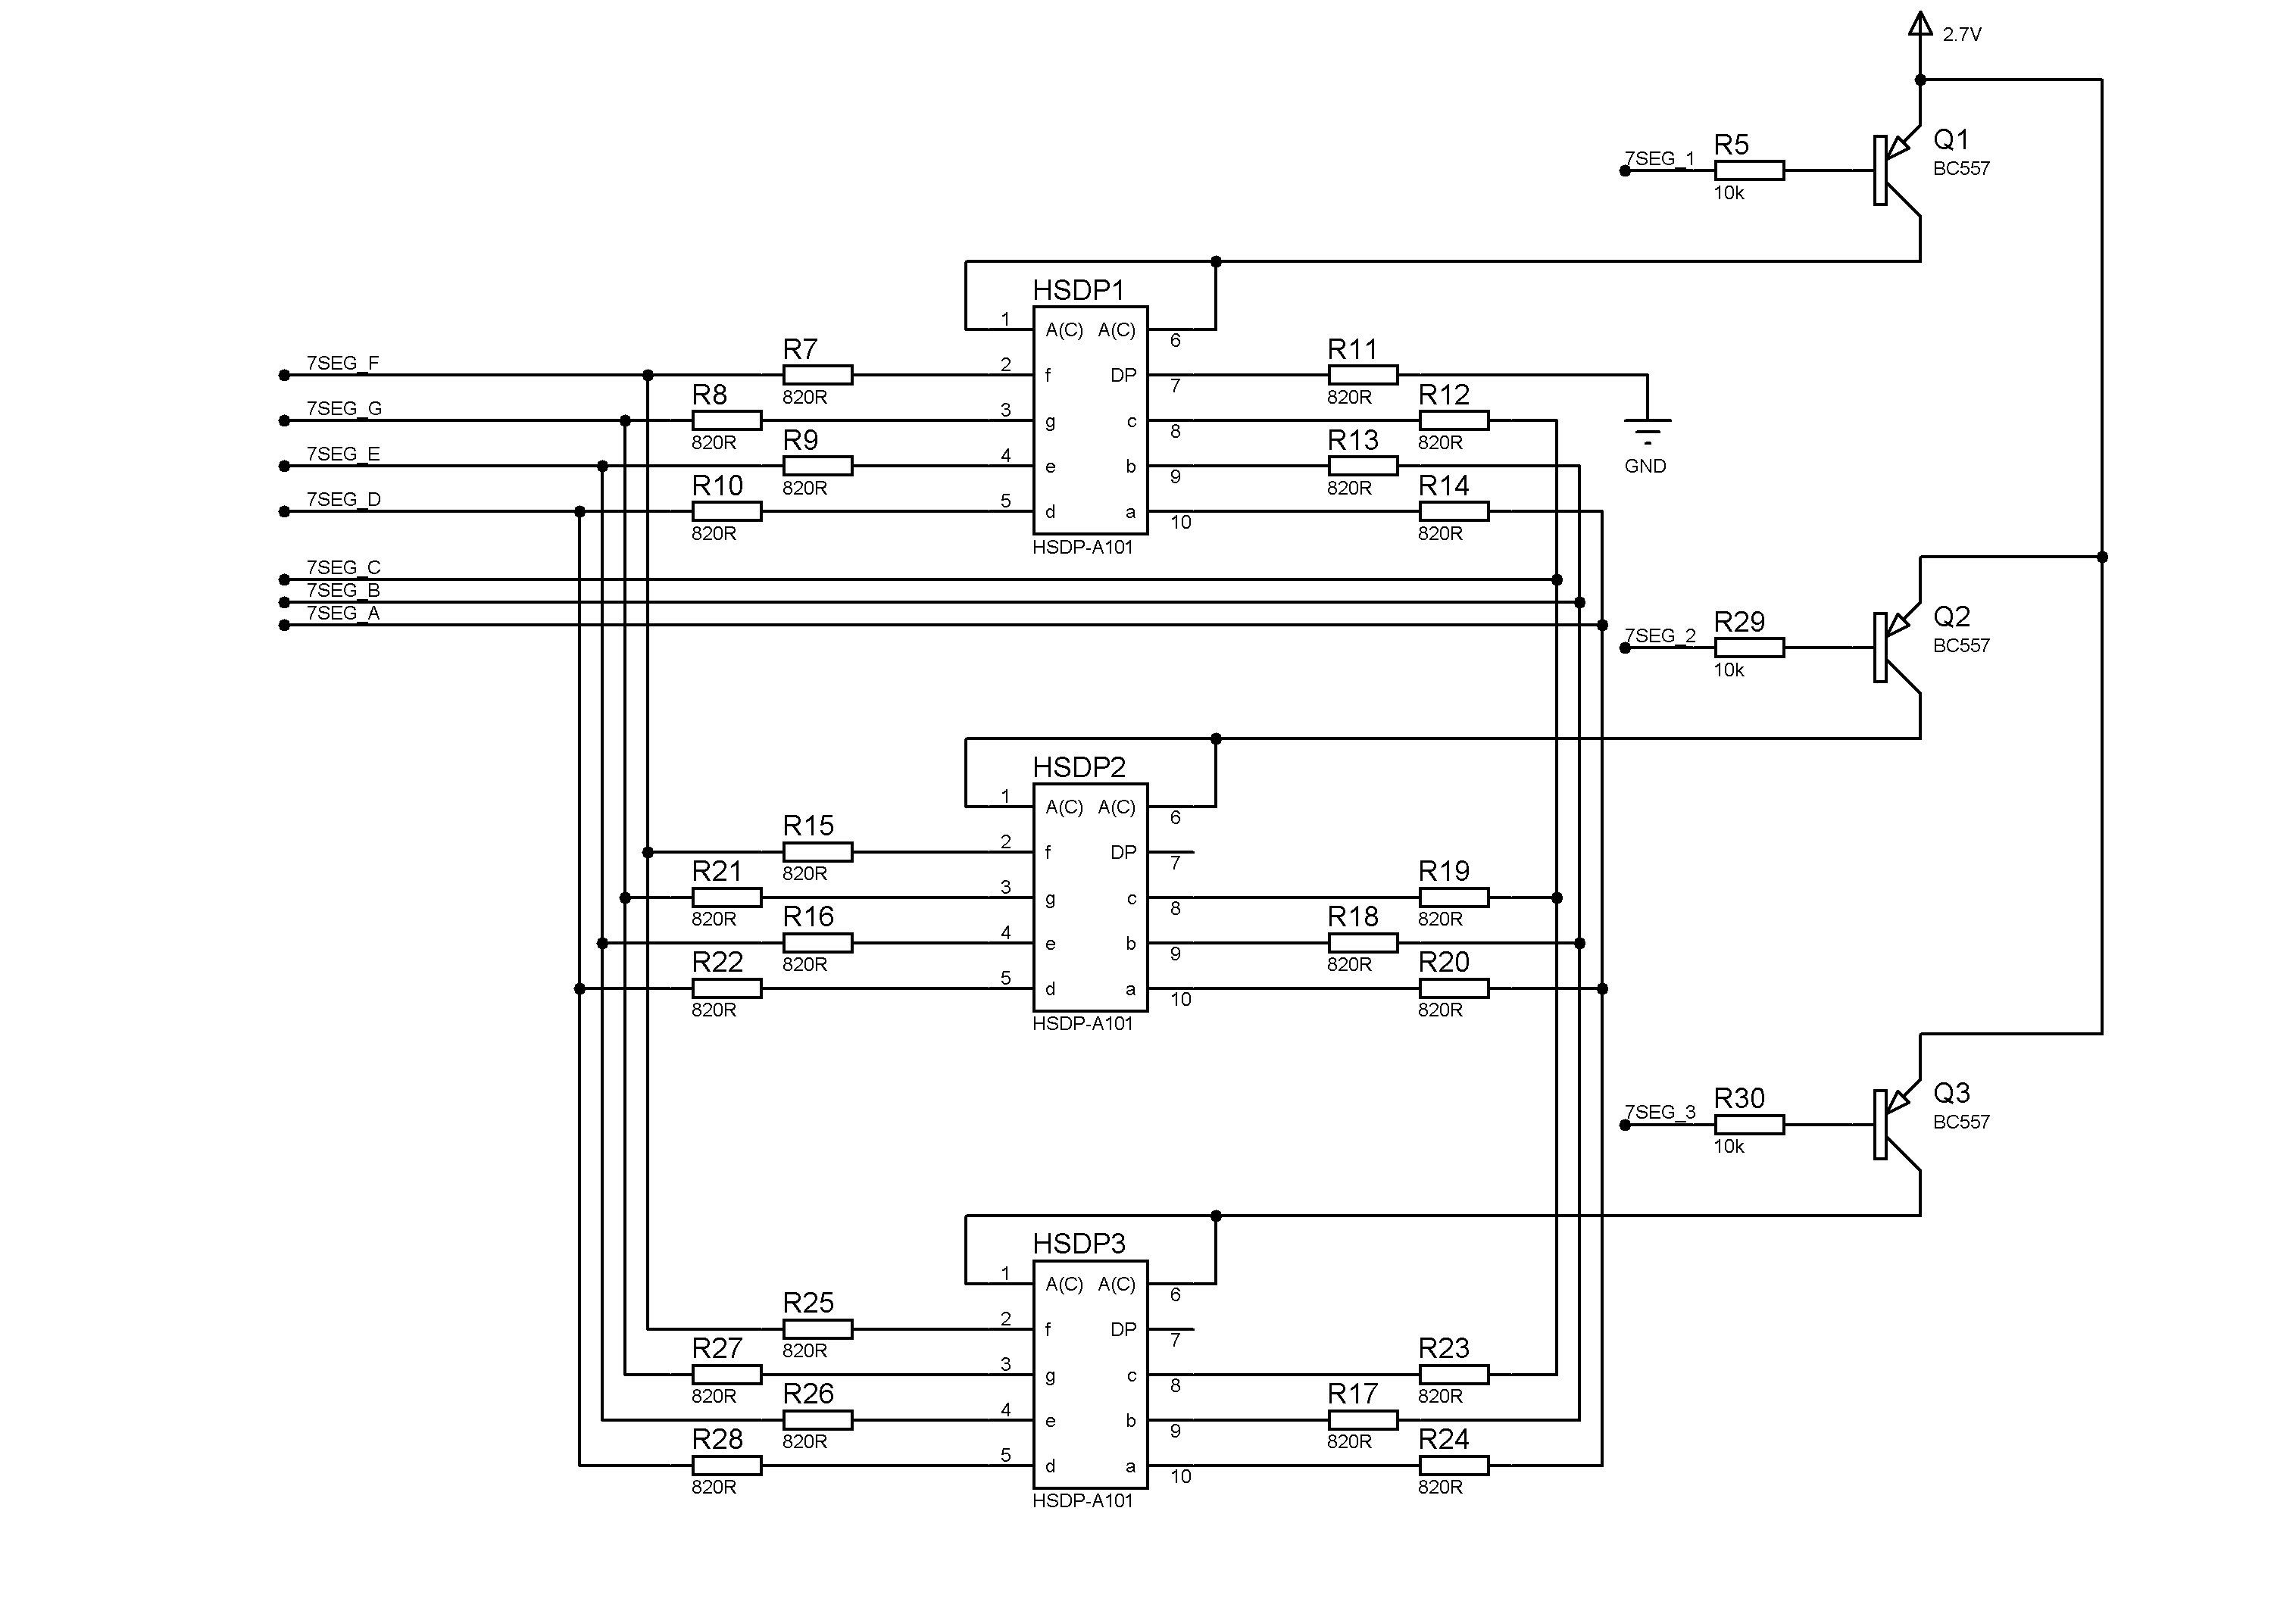 2.7V
Q1
BC557
7SEG_1
R5
10k
HSDP1
1 A(C) A(C) 6
7SEG_F R7 820R 2 f DP 7 R11 820R
7SEG_G R8 820R 3 g c 8 R12 820R
7SEG_E R9 820R 4 e b 9 R13 820R
GND
7SEG_D R10 820R 5 d a 10 R14 820R
HSDP-A101
7SEG_C
7SEG_B
7SEG_A
7SEG_2
R29
10k
Q2
BC557
HSDP2
1 A(C) A(C) 6
R15 820R 2 f DP 7
R21 820R 3 g c 8 R19 820R
R16 820R 4 e b 9 R18 820R
R22 820R 5 d a 10 R20 820R
HSDP-A101
7SEG_3
R30
10k
Q3
BC557
HSDP3
1 A(C) A(C) 6
R25 820R 2 f DP 7
R27 820R 3 g c 8 R23 820R
R26 820R 4 e b 9 R17 820R
R28 820R 5 d a 10 R24 820R
HSDP-A101